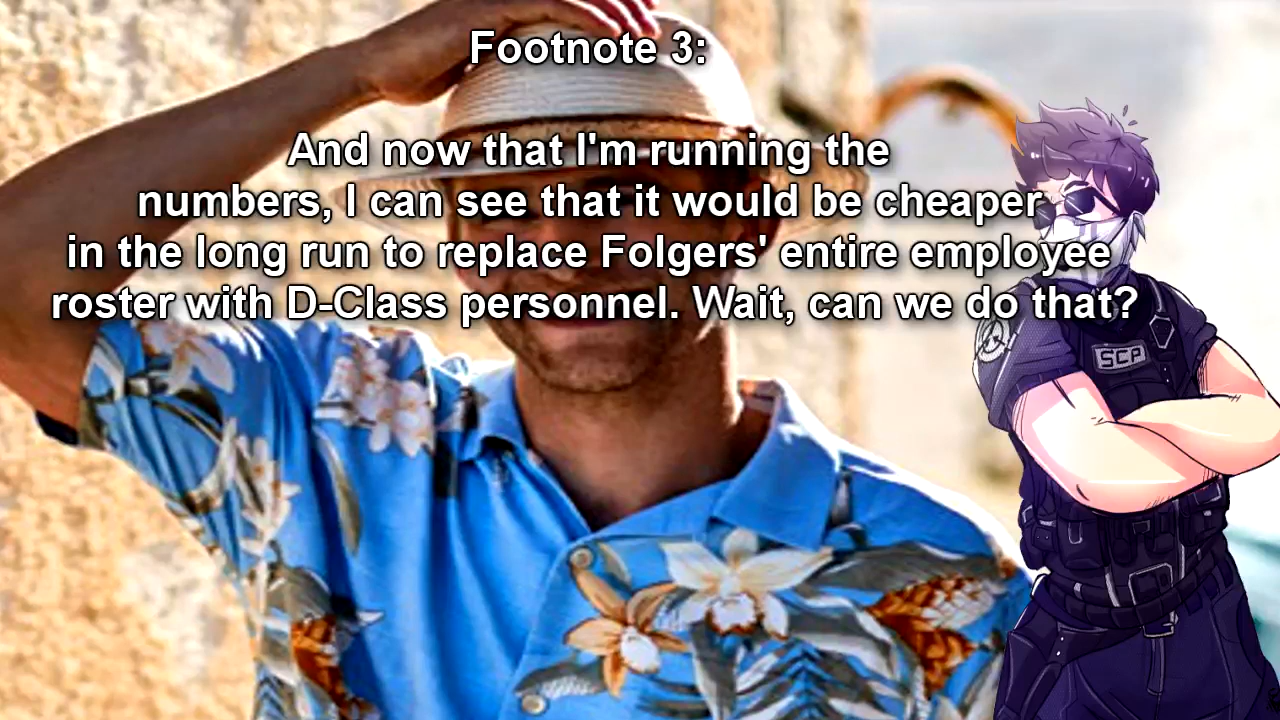 Footnote 3:
And now that I'm running the
numbers, I can see that it would be cheaper
in the long run to replace Folgers' entire employee
roster with D-Class personnel. Wait, can we do that?
SCP